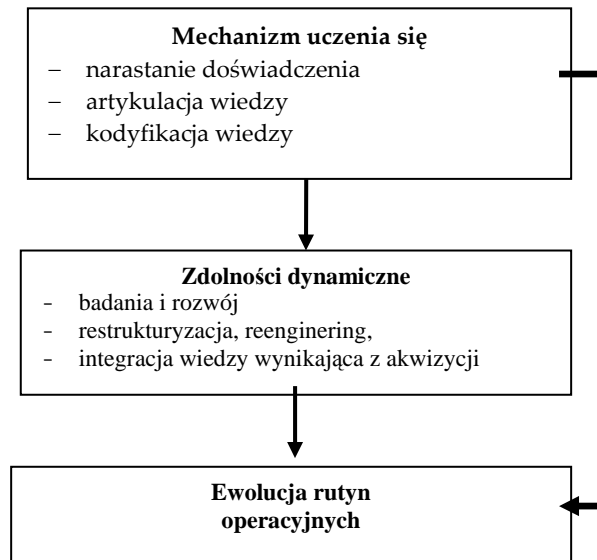 Mechanizm uczenia się
– narastanie doświadczenia
– artykulacja wiedzy
– kodyfikacja wiedzy
Zdolności dynamiczne
- badania i rozwój
- restrukturyzacja, reenginering,
- integracja wiedzy wynikająca z akwizycji
Ewolucja rutyn
operacyjnych